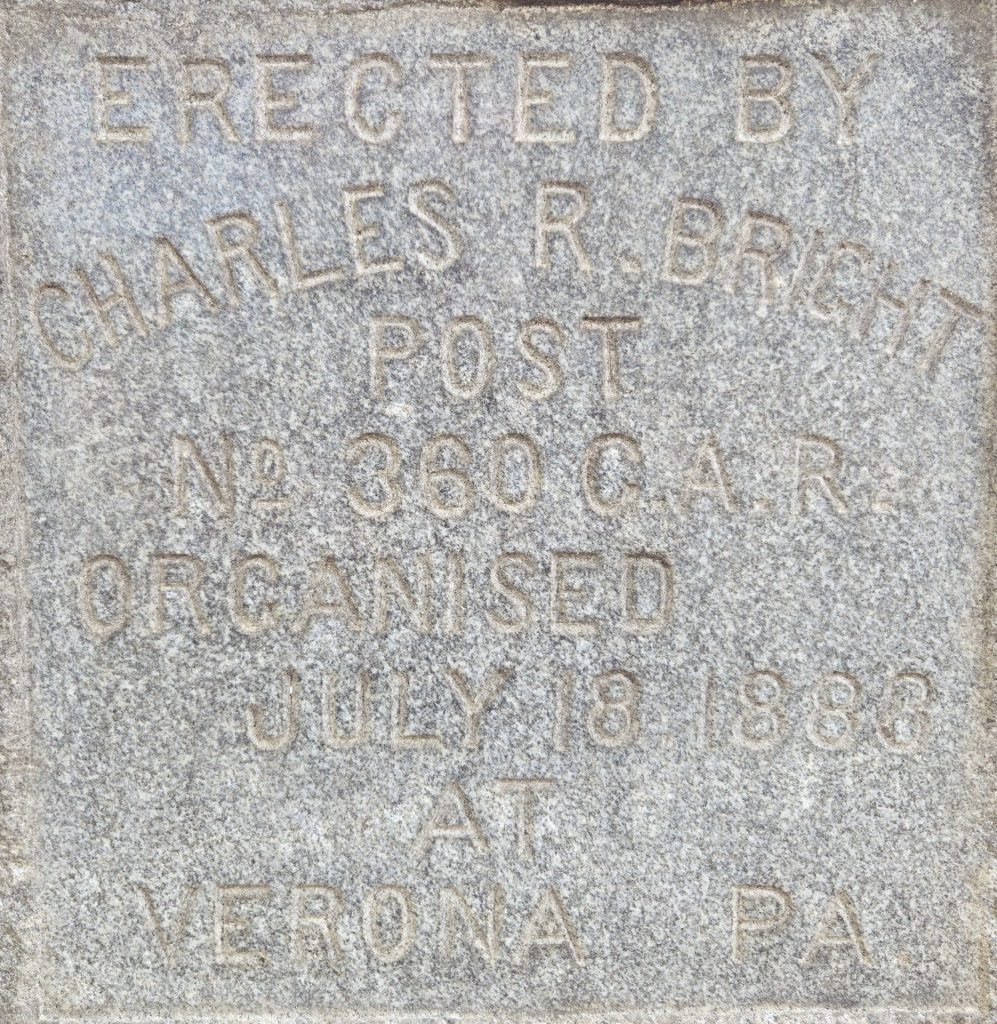 ERECTED BY
CHARLES R. BRIGHT
POST
Nº 360 G.A.R.
ORGANISED
JULY 18. 1883
AT
VERONA PA